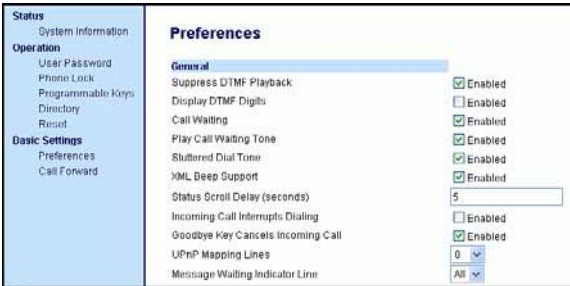 Status
System Information
Operation
User Password
Phone Lock
Programmable Keys
Directory
Reset
Basic Settings
Preferences
Call Forward
Preferences
General
Suppress DTMF Playback Enabled
Display DTMF Digits Enabled
Call Waiting Enabled
Play Call Waiting Tone Enabled
Stuttered Dial Tone Enabled
XML Beep Support Enabled
Status Scroll Delay (seconds) 5
Incoming Call Interrupts Dialing Enabled
Goodbye Key Cancels Incoming Call Enabled
UPnP Mapping Lines 0
Message Waiting Indicator Line All